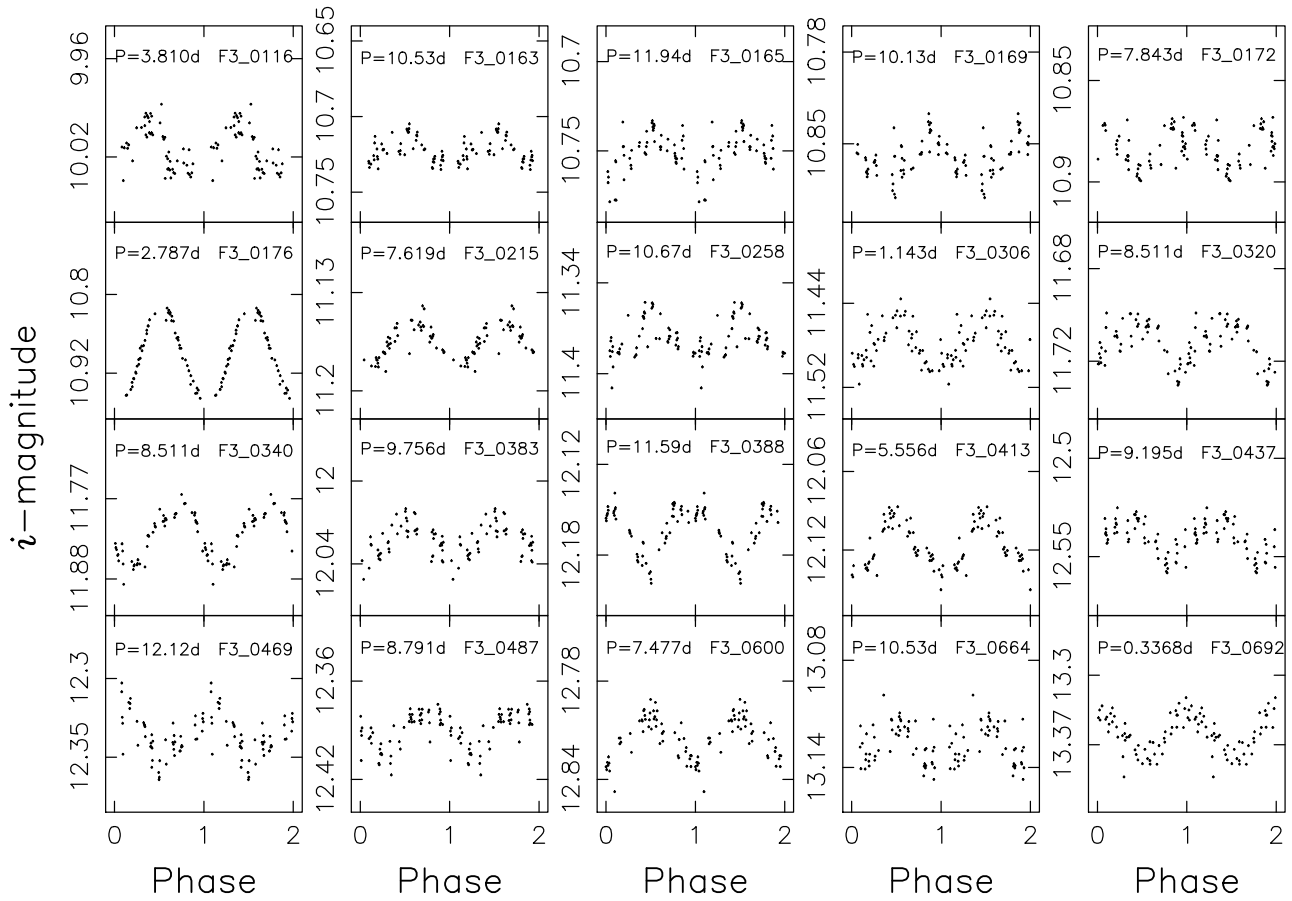 P=3.810d F3_0116
P=10.53d F3_0163
P=11.94d F3_0165
P=10.13d F3_0169
P=7.843d F3_0172
9.96
10.02
10.65
10.7
10.75
10.7
10.75
10.78
10.85
10.85
10.9
P=2.787d F3_0176
P=7.619d F3_0215
P=10.67d F3_0258
P=1.143d F3_0306
P=8.511d F3_0320
10.8
10.92
11.13
11.2
11.34
11.4
11.44
11.52
11.68
11.72
i-magnitude
P=8.511d F3_0340
P=9.756d F3_0383
P=11.59d F3_0388
P=5.556d F3_0413
P=9.195d F3_0437
11.77
11.88
12
12.04
12.12
12.18
12.06
12.12
12.5
12.55
P=12.12d F3_0469
P=8.791d F3_0487
P=7.477d F3_0600
P=10.53d F3_0664
P=0.3368d F3_0692
12.3
12.35
12.36
12.42
12.78
12.84
13.08
13.14
13.3
13.37
0 1 2
0 1 2
0 1 2
0 1 2
0 1 2
Phase
Phase
Phase
Phase
Phase